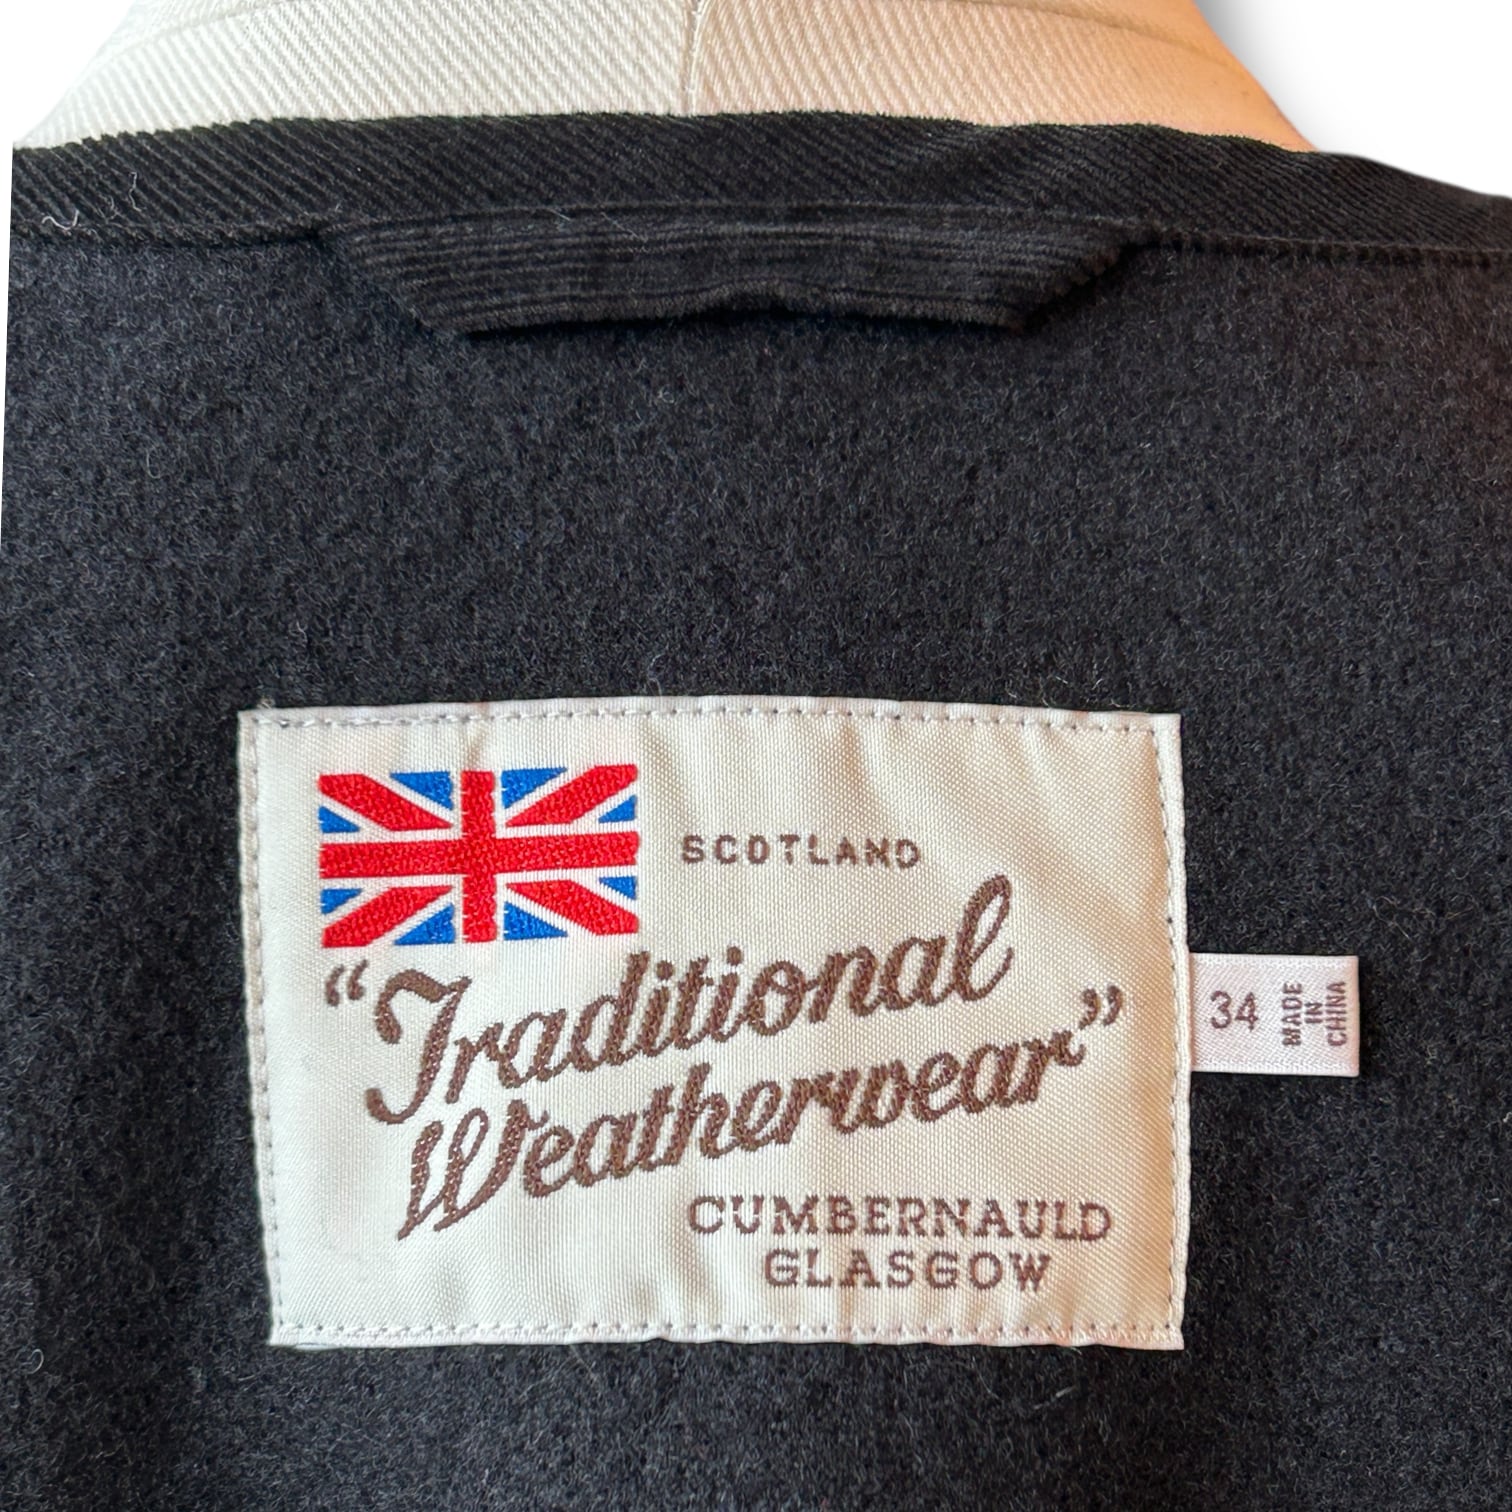 SCOTLAND
“Traditional
Weatherwear”
CUMBERNAULD
GLASGOW
34
MADE
IN
CHINA